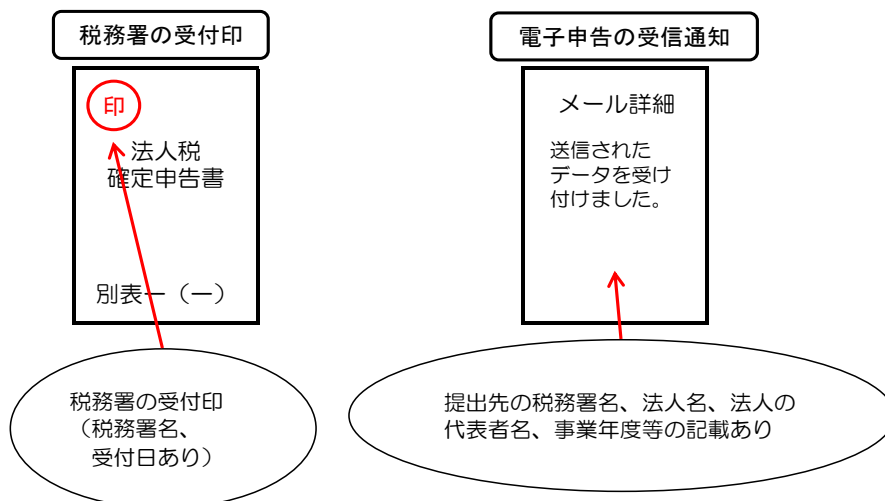 税務署の受付印
印
法人税
確定申告書
別表一（一）
税務署の受付印
（税務署名、
受付日あり）
電子申告の受信通知
メール詳細
送信された
データを受け
付けました。
提出先の税務署名、法人名、法人の
代表者名、事業年度等の記載あり